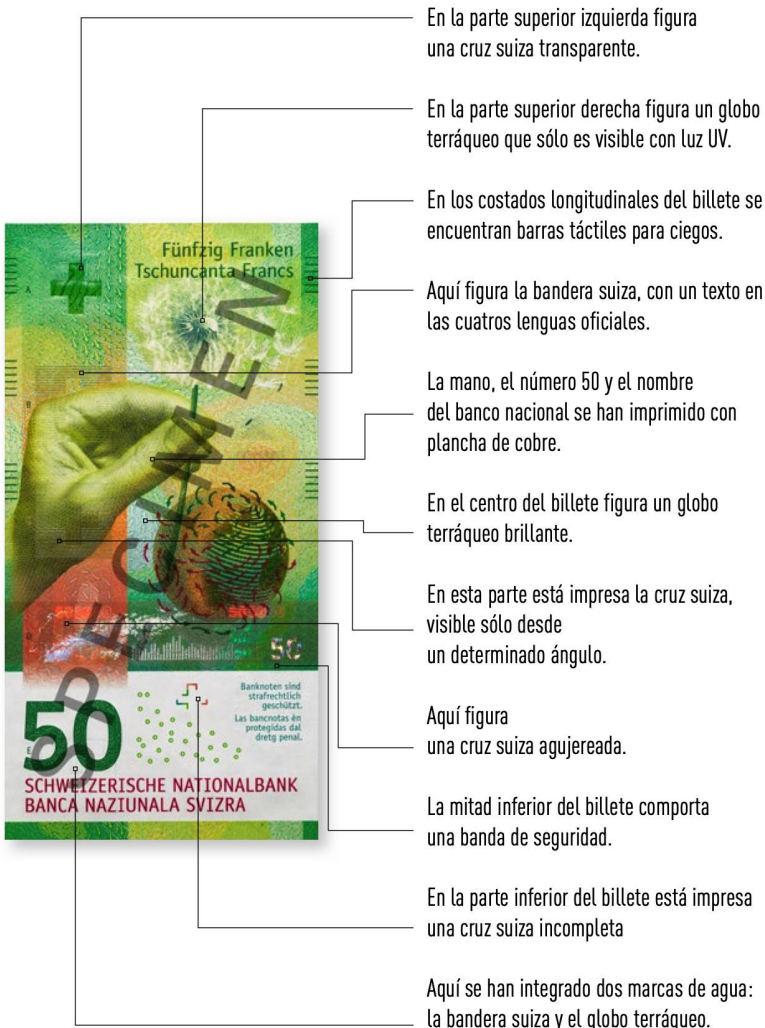 En la parte superior izquierda figura
una cruz suiza transparente.
En la parte superior derecha figura un globo
terráqueo que sólo es visible con luz UV.
En los costados longitudinales del billete se
encuentran barras táctiles para ciegos.
Aquí figura la bandera suiza, con un texto en
las cuatros lenguas oficiales.
La mano, el número 50 y el nombre
del banco nacional se han imprimido con
plancha de cobre.
En el centro del billete figura un globo
terráqueo brillante.
En esta parte está impresa la cruz suiza,
visible sólo desde
un determinado ángulo.
Aquí figura
una cruz suiza agujereada.
La mitad inferior del billete comporta
una banda de seguridad.
En la parte inferior del billete está impresa
una cruz suiza incompleta
Aquí se han integrado dos marcas de agua:
la bandera suiza y el globo terráqueo.
Fünfzig Franken
Tschuncanta Francs
A
B
SPECIMEN
D
50
Banknoten sind
strafrechtlich
geschützt.
Las bancnotas èn
protegidas dal
dretg penal.
50
E
SCHWEIZERISCHE NATIONALBANK
BANCA NAZIUNALA SVIZRA